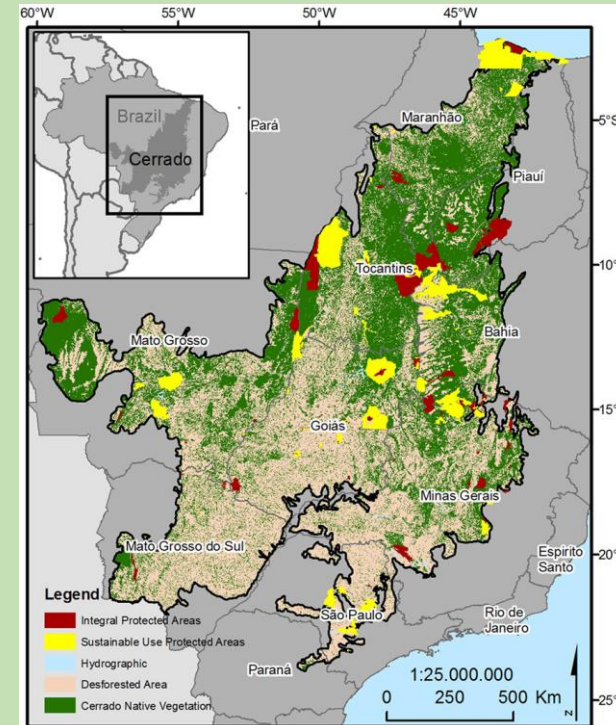 60°W 55°W 50°W 45°W
Brazil
Cerrado
Pará
Maranhão
5°S
Piauí
Tocantins
10°S
Mato Grosso
Bahia
Goiás
15°S
Minas Gerais
Mato Grosso do Sul
Espirito
Santo
20°S
Legend
Integral Protected Areas
Sustainable Use Protected Areas
Hydrographic
Desforested Area
Cerrado Native Vegetation
São Paulo
Rio de
Janeiro
Paraná
1:25.000.000
0 250 500 Km
25°S
z